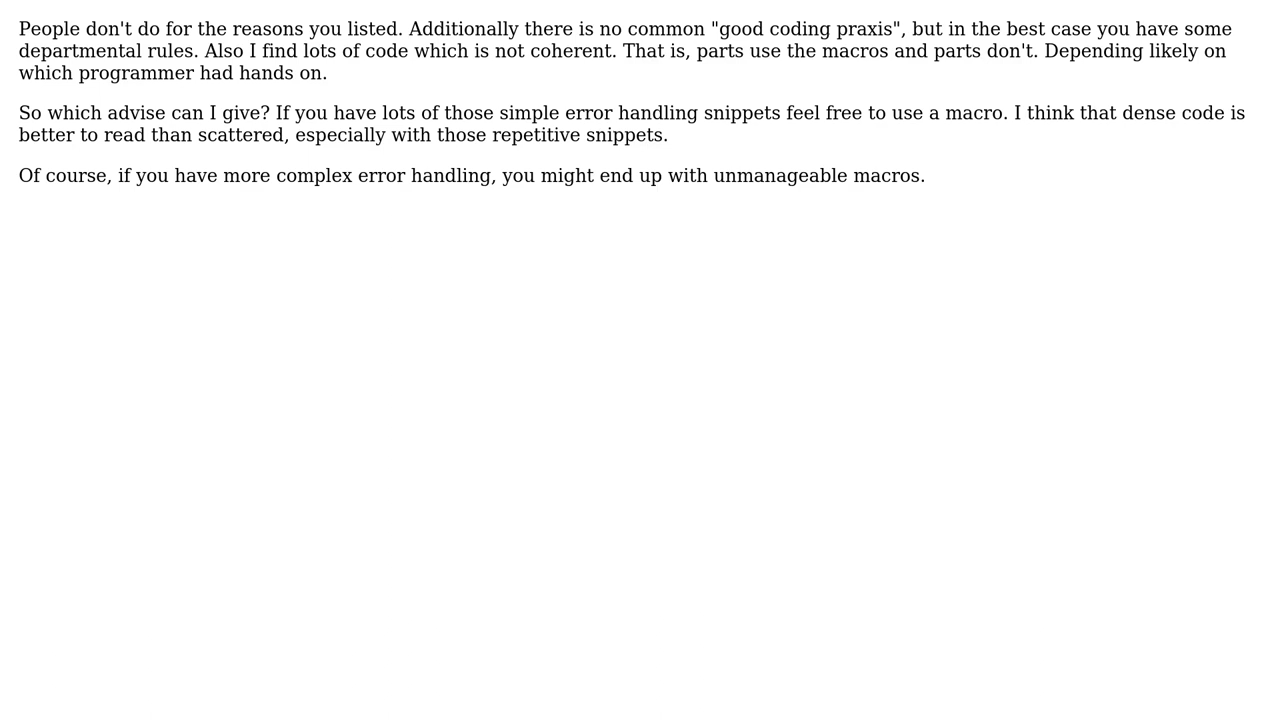 People don't do for the reasons you listed. Additionally there is no common "good coding praxis", but in the best case you have some
departmental rules. Also I find lots of code which is not coherent. That is, parts use the macros and parts don't. Depending likely on
which programmer had hands on.
So which advise can I give? If you have lots of those simple error handling snippets feel free to use a macro. I think that dense code is
better to read than scattered, especially with those repetitive snippets.
Of course, if you have more complex error handling, you might end up with unmanageable macros.